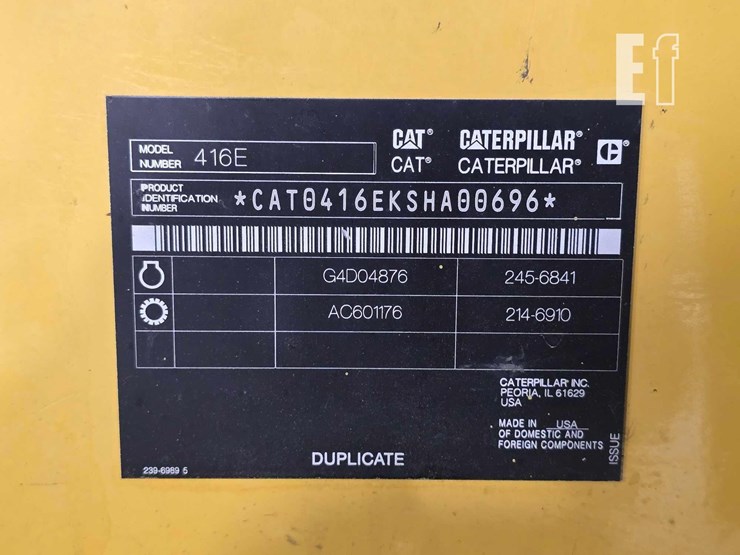 Ef
CAT® CATERPILLAR®
MODEL
NUMBER 416E
CAT® CATERPILLAR®
PRODUCT
IDENTIFICATION
NUMBER
*CAT0416EKSHA00696*
G4D04876 245-6841
AC601176 214-6910
CATERPILLAR INC.
PEORIA, IL 61629
USA
MADE IN USA
OF DOMESTIC AND
FOREIGN COMPONENTS
ISSUE
DUPLICATE
239-6989 5